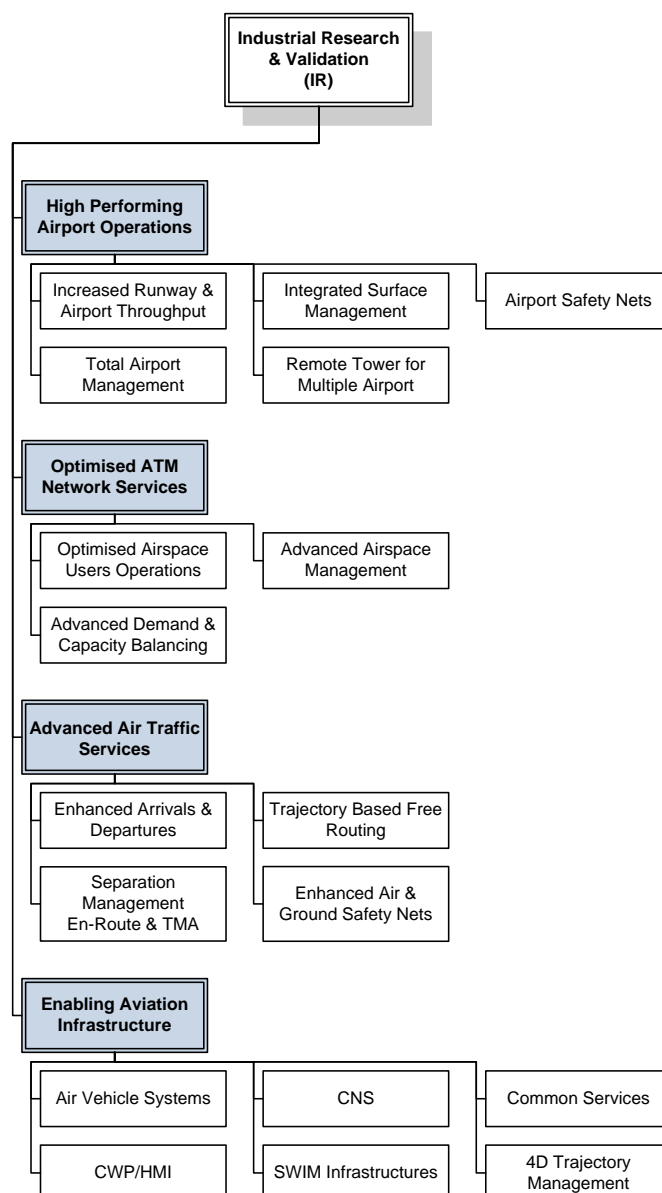 Industrial Research
& Validation
(IR)
High Performing
Airport Operations
Increased Runway &
Airport Throughput
Integrated Surface
Management
Airport Safety Nets
Total Airport
Management
Remote Tower for
Multiple Airport
Optimised ATM
Network Services
Optimised Airspace
Users Operations
Advanced Airspace
Management
Advanced Demand &
Capacity Balancing
Advanced Air Traffic
Services
Enhanced Arrivals &
Departures
Trajectory Based Free
Routing
Separation
Management
En-Route & TMA
Enhanced Air &
Ground Safety Nets
Enabling Aviation
Infrastructure
Air Vehicle Systems
CNS
Common Services
CWP/HMI
SWIM Infrastructures
4D Trajectory
Management